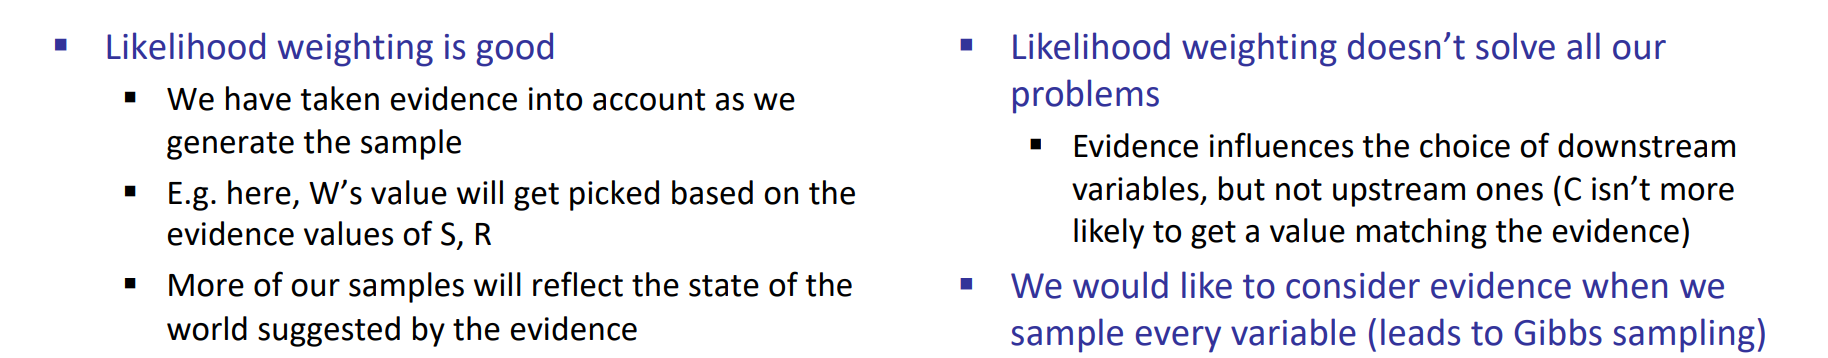 ▪ Likelihood weighting is good
▪ We have taken evidence into account as we
generate the sample
▪ E.g. here, W’s value will get picked based on the
evidence values of S, R
▪ More of our samples will reflect the state of the
world suggested by the evidence
▪ Likelihood weighting doesn’t solve all our
problems
▪ Evidence influences the choice of downstream
variables, but not upstream ones (C isn’t more
likely to get a value matching the evidence)
▪ We would like to consider evidence when we
sample every variable (leads to Gibbs sampling)